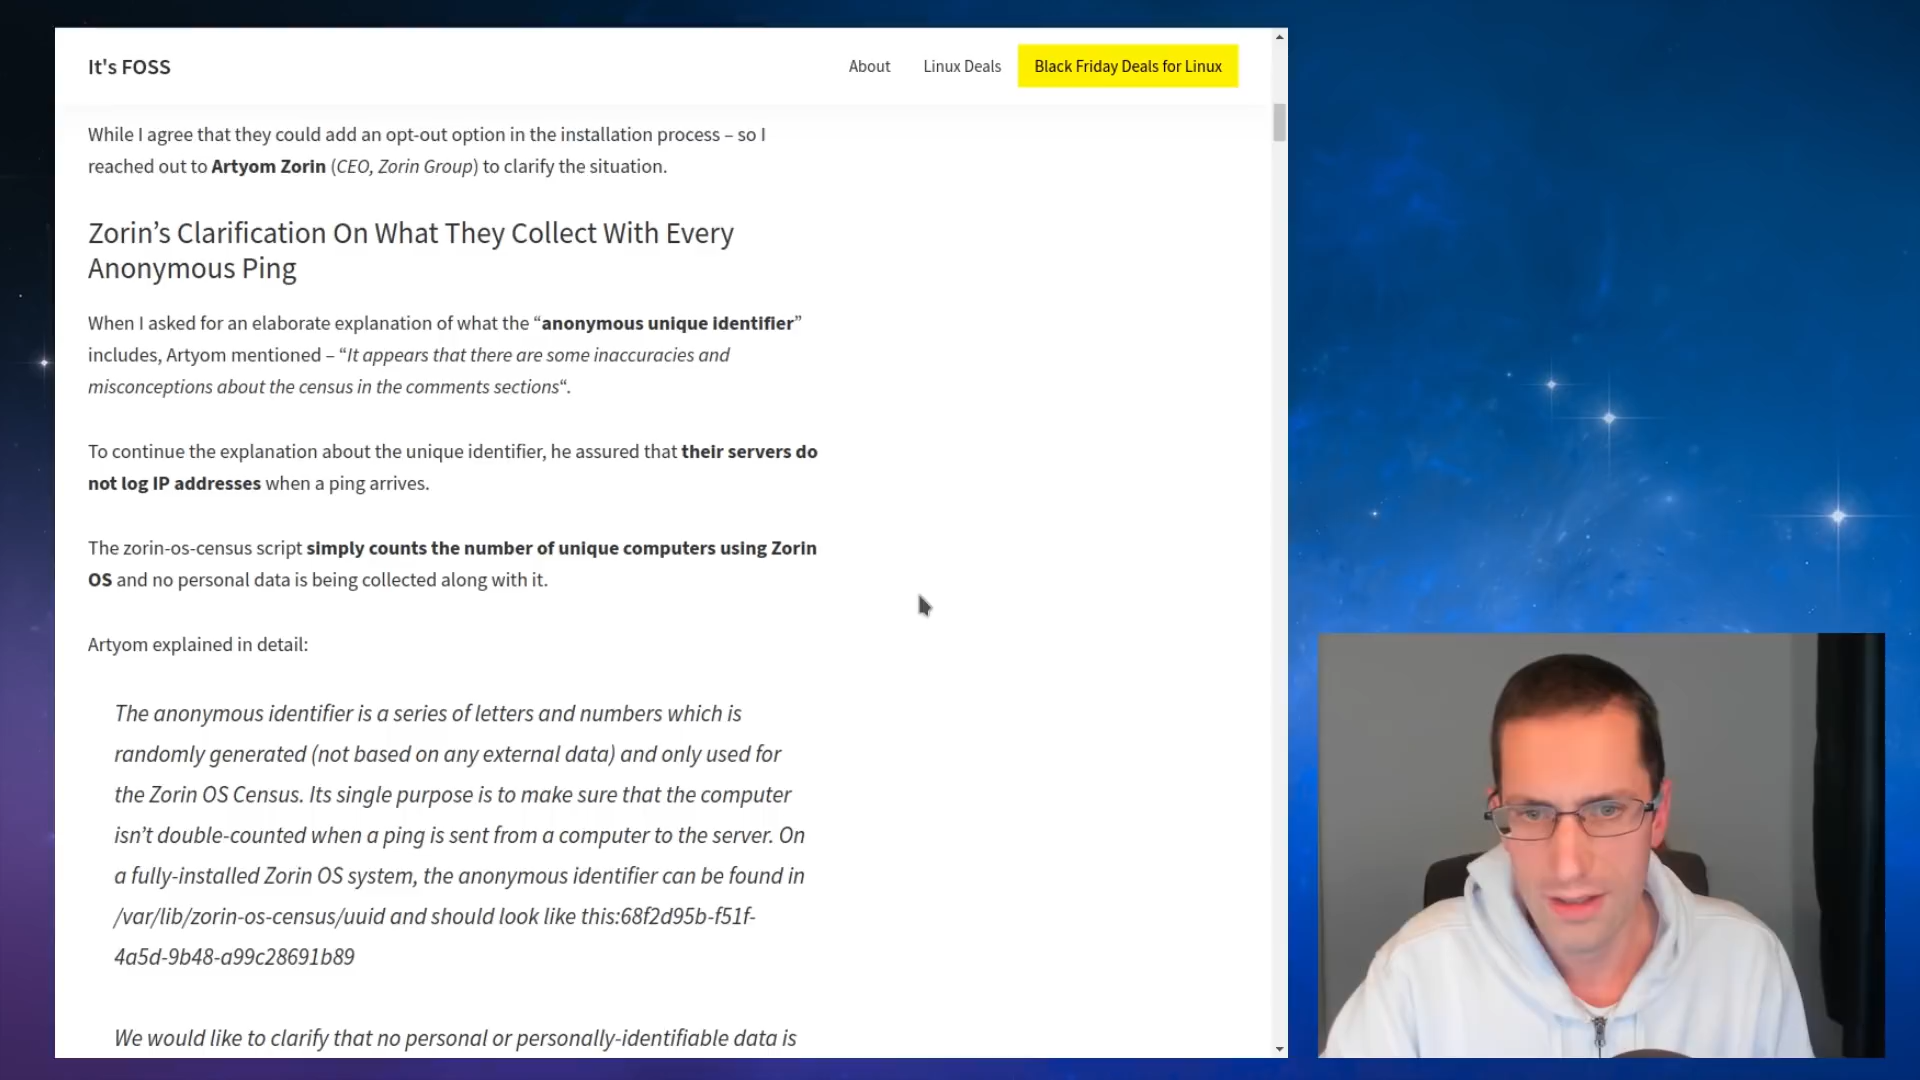 It's FOSS
About
Linux Deals
Black Friday Deals for Linux
While I agree that they could add an opt-out option in the installation process – so I
reached out to Artyom Zorin (CEO, Zorin Group) to clarify the situation.
Zorin’s Clarification On What They Collect With Every
Anonymous Ping
When I asked for an elaborate explanation of what the “anonymous unique identifier”
includes, Artyom mentioned – “It appears that there are some inaccuracies and
misconceptions about the census in the comments sections“.
To continue the explanation about the unique identifier, he assured that their servers do
not log IP addresses when a ping arrives.
The zorin-os-census script simply counts the number of unique computers using Zorin
OS and no personal data is being collected along with it.
Artyom explained in detail:
The anonymous identifier is a series of letters and numbers which is
randomly generated (not based on any external data) and only used for
the Zorin OS Census. Its single purpose is to make sure that the computer
isn’t double-counted when a ping is sent from a computer to the server. On
a fully-installed Zorin OS system, the anonymous identifier can be found in
/var/lib/zorin-os-census/uuid and should look like this:68f2d95b-f51f-
4a5d-9b48-a99c28691b89
We would like to clarify that no personal or personally-identifiable data is